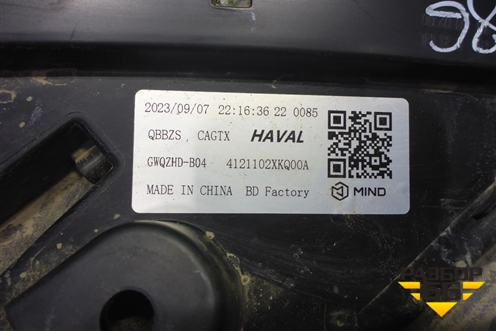 2023/09/07 22:16:36 22 0085
QBBZS , CAGTX HAVAL
GWQZHD-B04 4121102XKQ00A
MADE IN CHINA BD Factory MIND
РАЗБОР